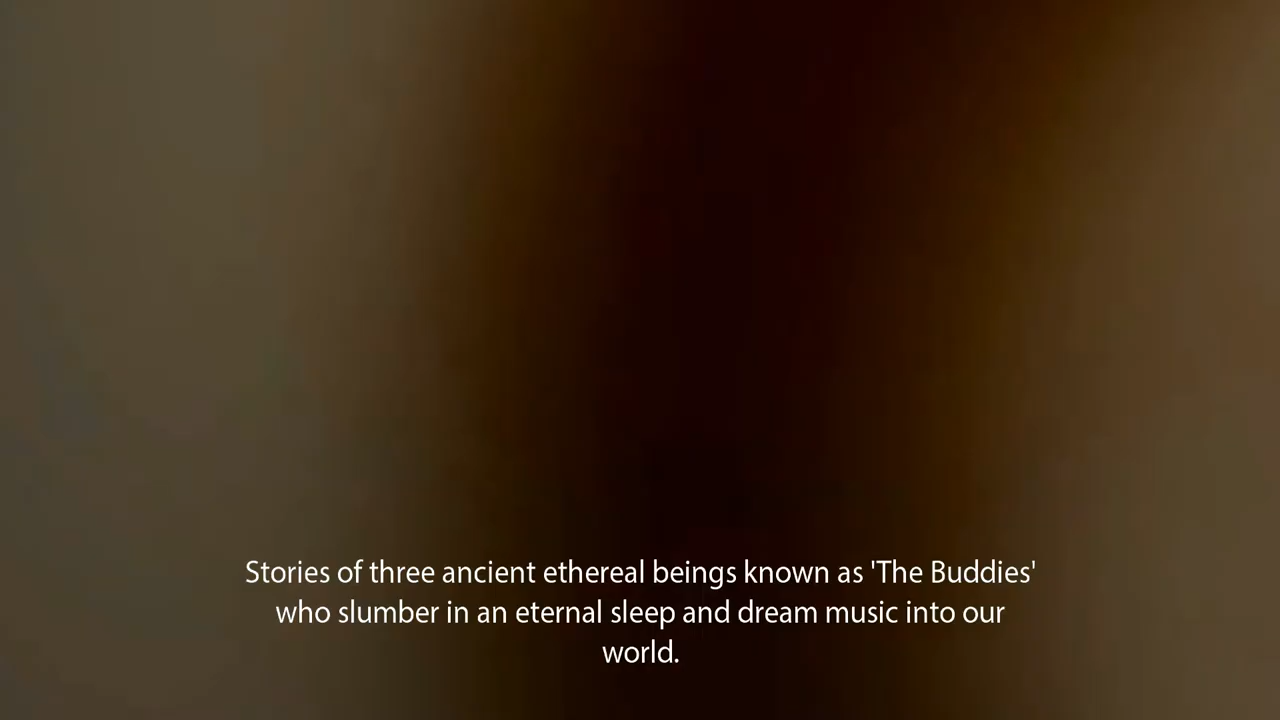 Stories of three ancient ethereal beings known as 'The Buddies'
who slumber in an eternal sleep and dream music into our
world.